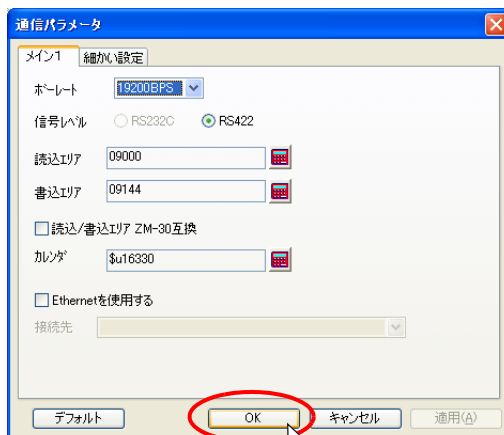 通信パラメータ
メイン1 細かい設定
ボーレート 19200BPS
信号レベル RS232C RS422
読込エリア 09000
書込エリア 09144
読込/書込エリア ZM-30互換
カレンダ $u16330
Ethernetを使用する
接続先
デフォルト OK キャンセル 適用(A)